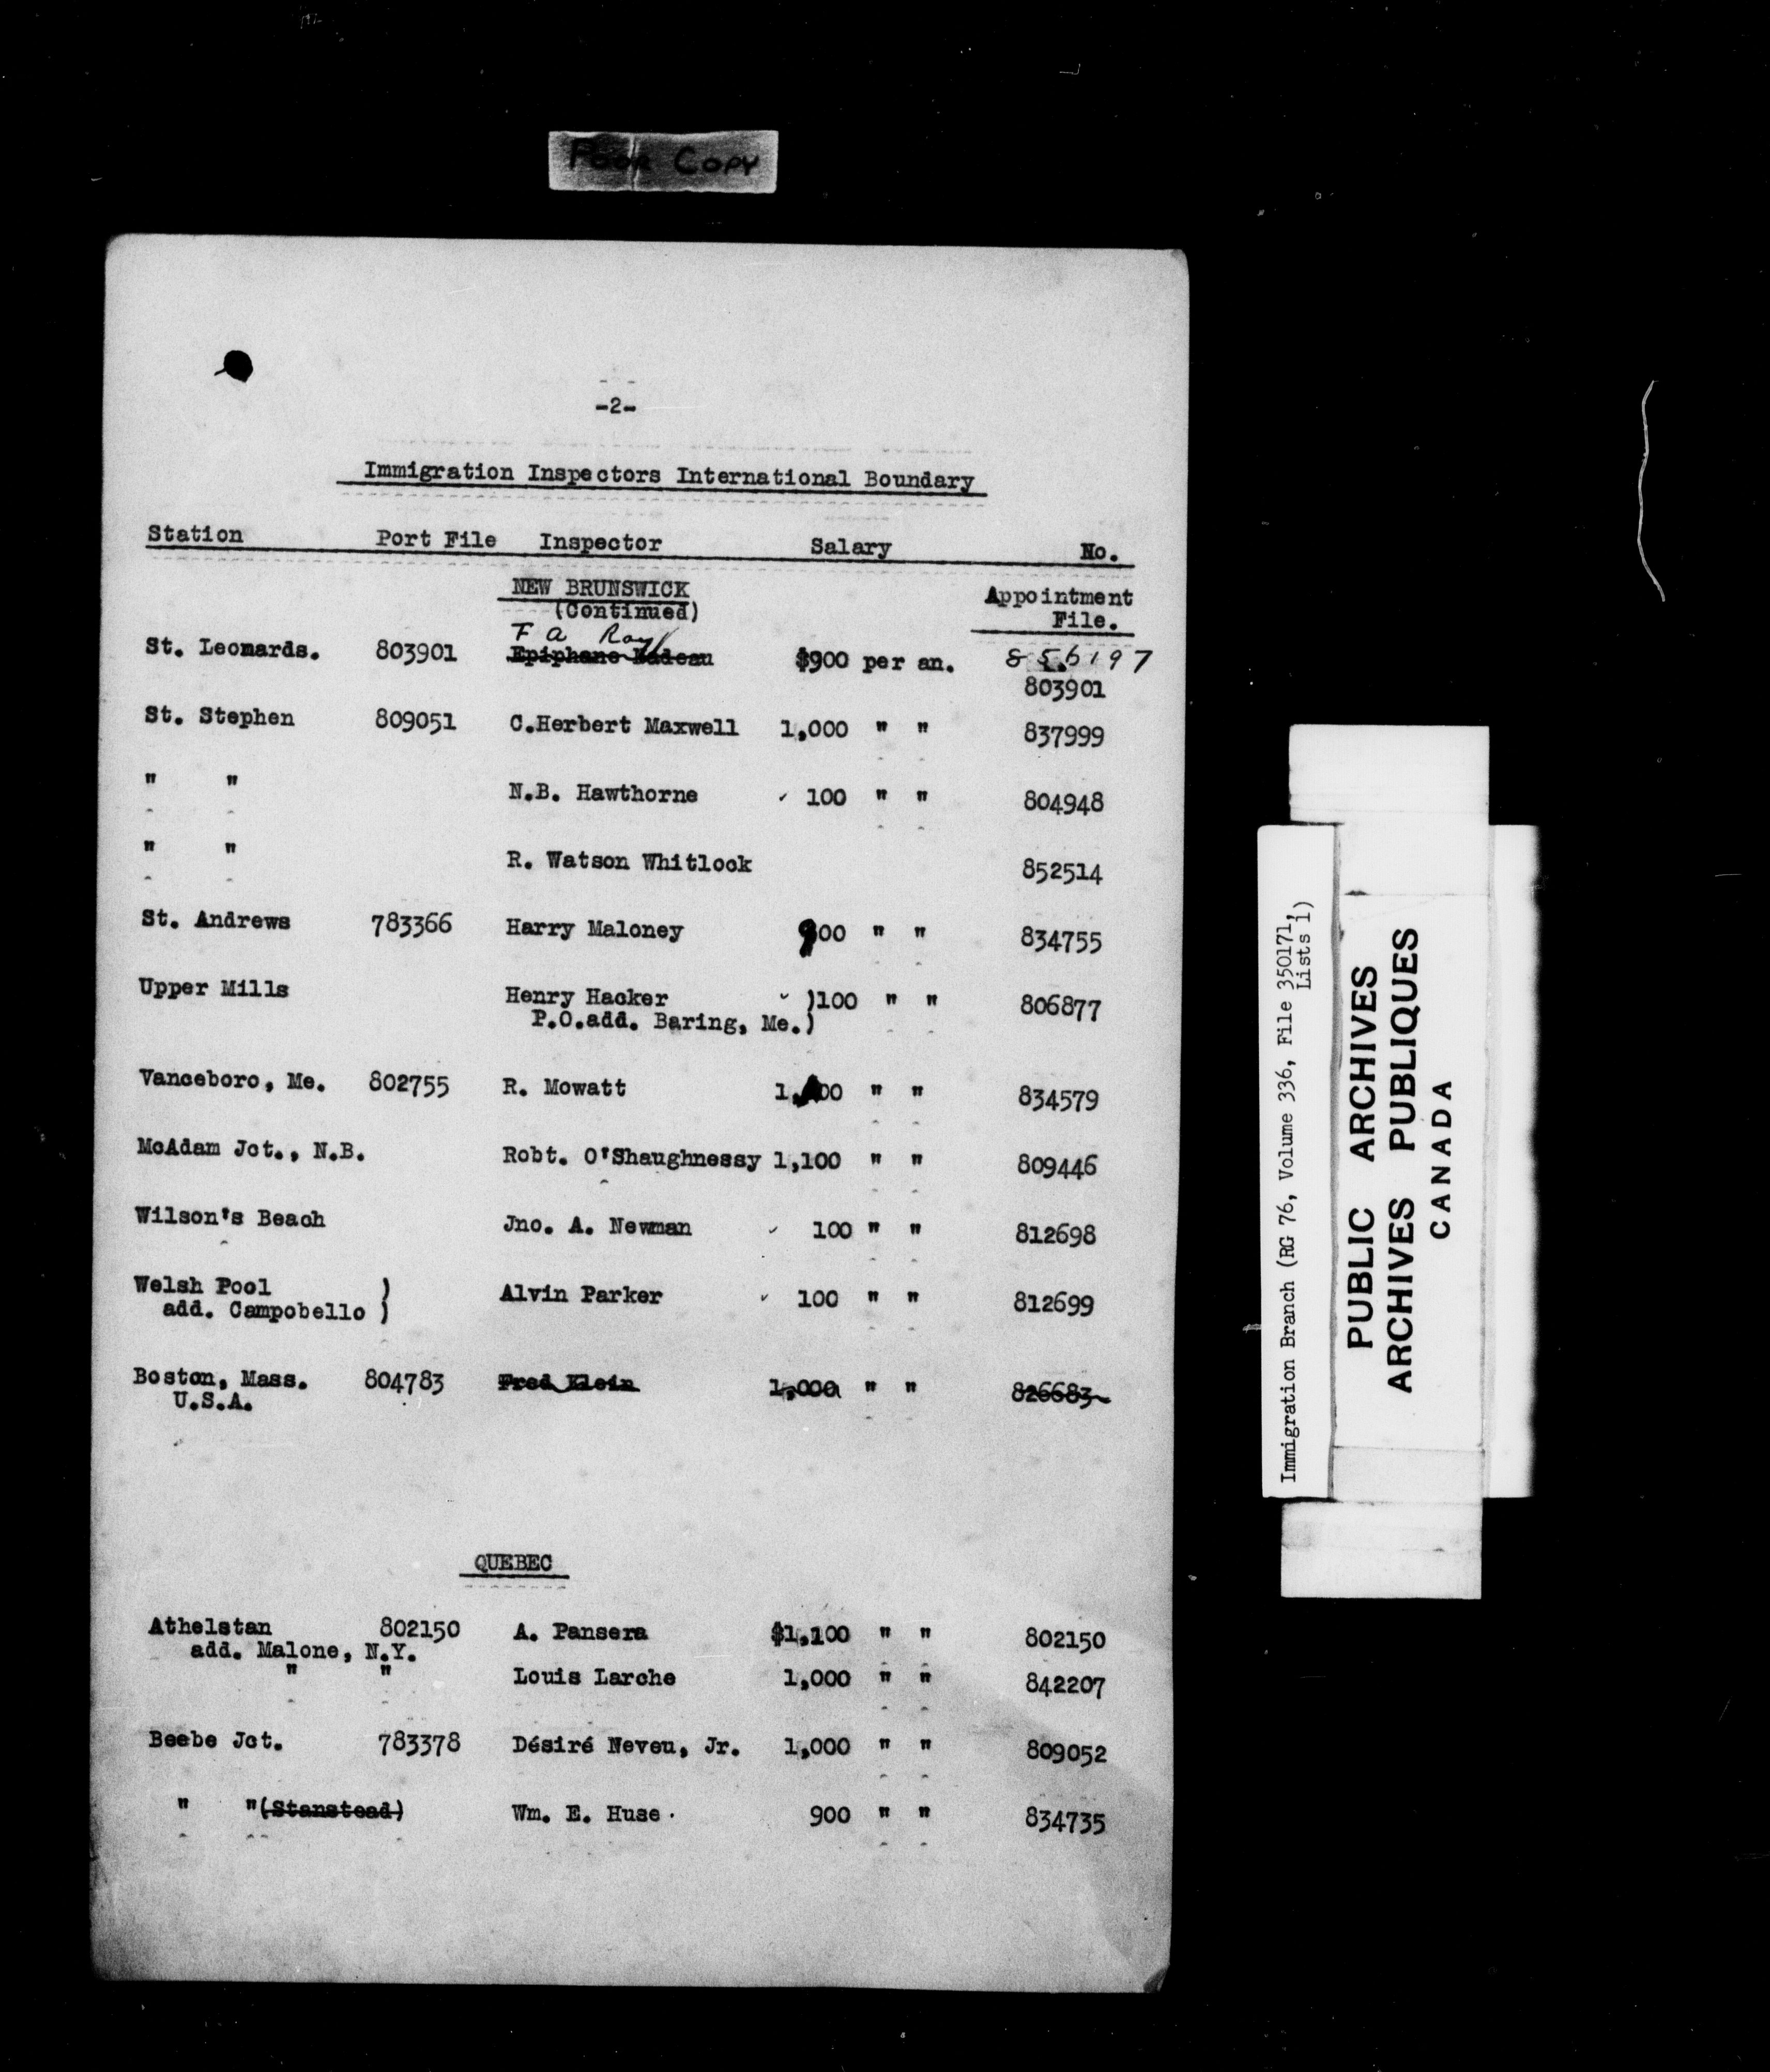 Poor Copy
-2-
Immigration Inspectors International Boundary
Station Port File Inspector Salary No.
NEW BRUNSWICK Appointment
(Continued) File.
F A Roy
St. Leonards. 803901 Epiphane Nadeau $900 per an. 856197
803901
St. Stephen 809051 C.Herbert Maxwell 1,000 " " 837999
" " N.B. Hawthorne ✓ 100 " " 804948
" " R. Watson Whitlock 852514
St. Andrews 783366 Harry Maloney 900 " " 834755
Upper Mills Henry Hacker ✓ )100 " " 806877
P.O.add. Baring, Me.)
Vanceboro, Me. 802755 R. Mowatt " " 834579
McAdam Jct., N.B. Robt. O'Shaughnessy 1,100 " " 809446
Wilson's Beach Jno. A. Newman ✓ 100 " " 812698
Welsh Pool ) Alvin Parker ✓ 100 " " 812699
add. Campobello )
Boston, Mass. 804783 Fred Klein 1,000 " " 826683
U.S.A.
QUEBEC
Athelstan 802150 A. Pansera $1,100 " " 802150
add. Malone, N.Y.
" " Louis Larche 1,000 " " 842207
Beebe Jct. 783378 Désiré Neveu, Jr. 1,000 " " 809052
" "(Stanstead) Wm. E. Huse. 900 " " 834735
Immigration Branch (RG 76, Volume 336, File 350171,
Lists 1)
PUBLIC ARCHIVES
ARCHIVES PUBLIQUES
CANADA